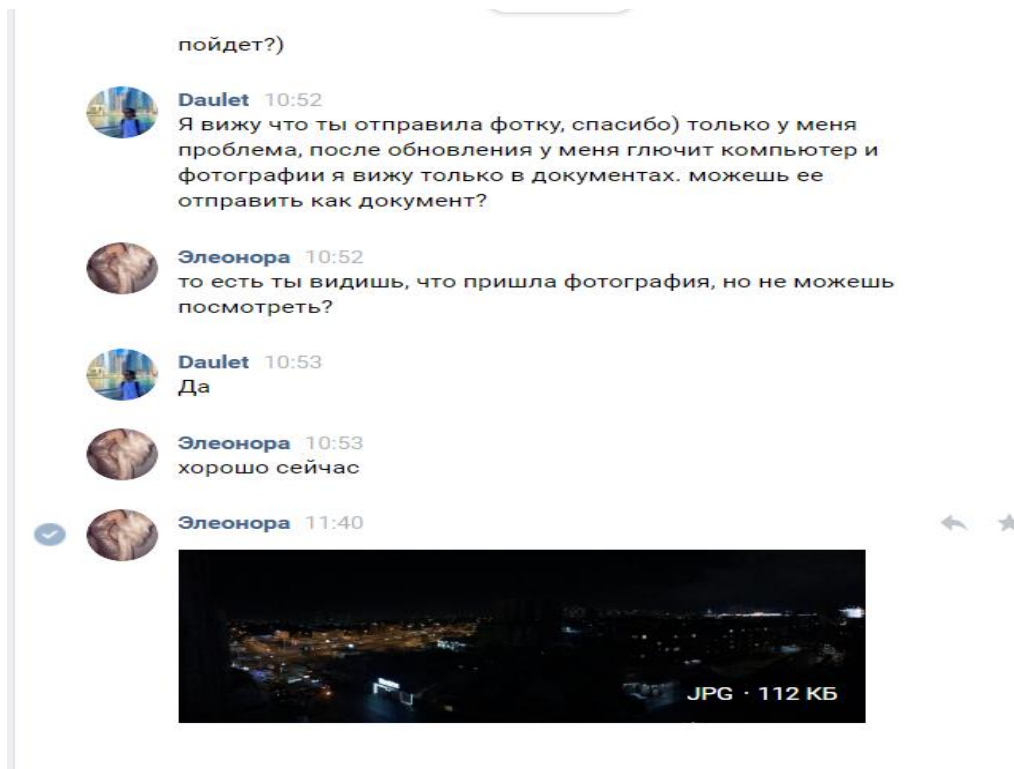 пойдет?)
Daulet 10:52
Я вижу что ты отправила фотку, спасибо) только у меня
проблема, после обновления у меня глючит компьютер и
фотографии я вижу только в документах. можешь ее
отправить как документ?
Элеонора 10:52
то есть ты видишь, что пришла фотография, но не можешь
посмотреть?
Daulet 10:53
Да
Элеонора 10:53
хорошо сейчас
Элеонора 11:40
JPG · 112 КБ